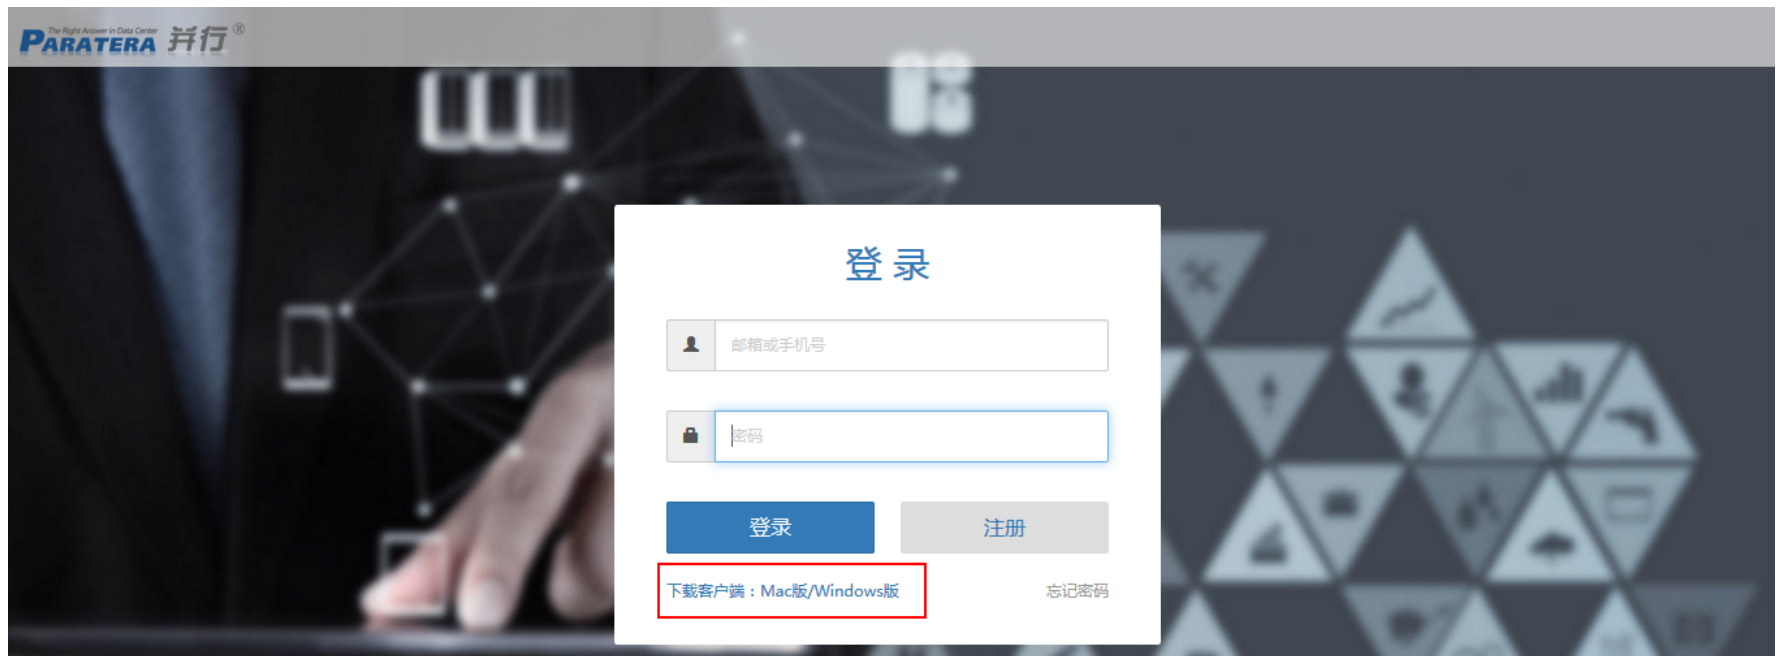 The Right Answer in Data Center
PARATERA 并行®
登录
邮箱或手机号
密码
登录 注册
下载客户端：Mac版/Windows版 忘记密码